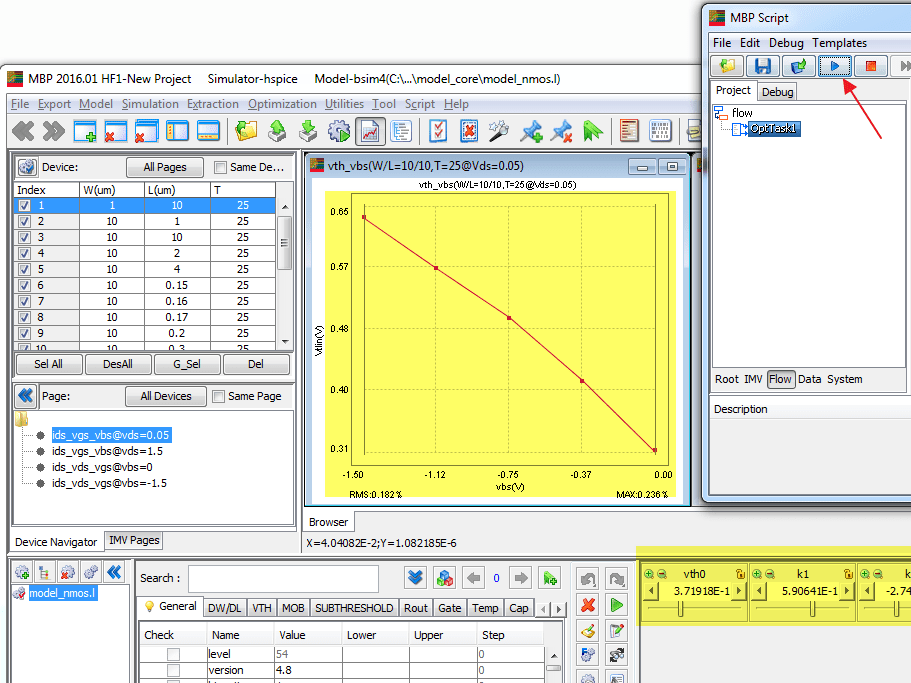 MBP Script
File Edit Debug Templates
Project Debug
flow
OptTask1
Root IMV Flow Data System
Description
MBP 2016.01 HF1-New Project Simulator-hspice Model-bsim4(C:\...\model_core\model_nmos.l)
File Export Model Simulation Extraction Optimization Utilities Tool Script Help
Device: All Pages Same De...
Index W(um) L(um) T
1 1 10 25
2 10 1 25
3 10 10 25
4 10 2 25
5 10 4 25
6 10 0.15 25
7 10 0.16 25
8 10 0.17 25
9 10 0.2 25
10 10 0.3 25
Sel All DesAll G_Sel Del
Page: All Devices Same Page
ids_vgs_vbs@vds=0.05
ids_vgs_vbs@vds=1.5
ids_vds_vgs@vbs=0
ids_vds_vgs@vbs=-1.5
Device Navigator IMV Pages
vth_vbs(W/L=10/10,T=25@Vds=0.05)
vth_vbs(W/L=10/10,T=25@Vds=0.05)
0.65
0.57
0.48
0.40
0.31
Vtlin(V)
-1.50 -1.12 -0.75 -0.37 0.00
vbs(V)
RMS:0.182% MAX:0.236%
Browser
X=4.04082E-2;Y=1.082185E-6
model_nmos.l
Search : 0
General DW/DL VTH MOB SUBTHRESHOLD Rout Gate Temp Cap
Check Name Value Lower Upper Step
level 54 0
version 4.8 0
vth0 k1
3.71918E-1 5.90641E-1 -2.74